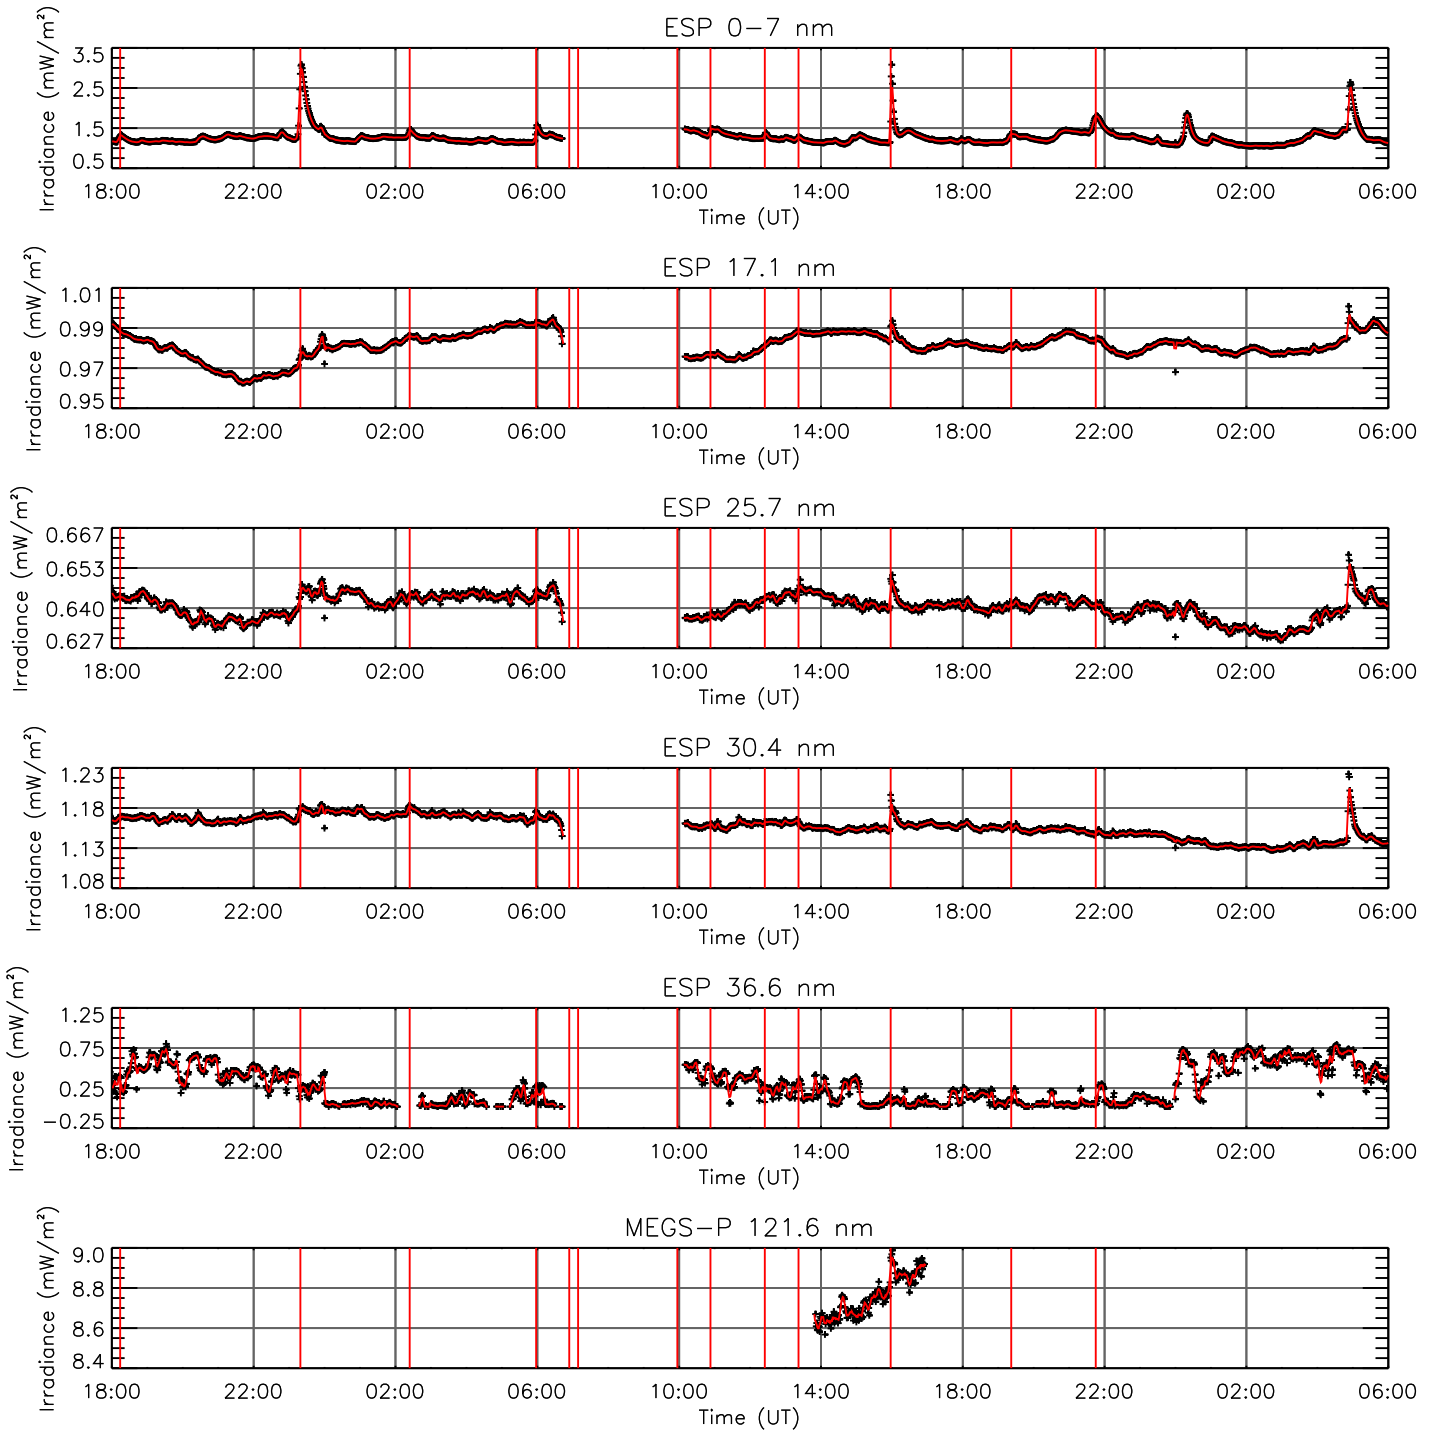 ESP 0-7 nm
Irradiance (mW/m²)
3.5
2.5
1.5
0.5
18:00 22:00 02:00 06:00 10:00 14:00 18:00 22:00 02:00 06:00
Time (UT)
ESP 17.1 nm
Irradiance (mW/m²)
1.01
0.99
0.97
0.95
18:00 22:00 02:00 06:00 10:00 14:00 18:00 22:00 02:00 06:00
Time (UT)
ESP 25.7 nm
Irradiance (mW/m²)
0.667
0.653
0.640
0.627
18:00 22:00 02:00 06:00 10:00 14:00 18:00 22:00 02:00 06:00
Time (UT)
ESP 30.4 nm
Irradiance (mW/m²)
1.23
1.18
1.13
1.08
18:00 22:00 02:00 06:00 10:00 14:00 18:00 22:00 02:00 06:00
Time (UT)
ESP 36.6 nm
Irradiance (mW/m²)
1.25
0.75
0.25
-0.25
18:00 22:00 02:00 06:00 10:00 14:00 18:00 22:00 02:00 06:00
Time (UT)
MEGS-P 121.6 nm
Irradiance (mW/m²)
9.0
8.8
8.6
8.4
18:00 22:00 02:00 06:00 10:00 14:00 18:00 22:00 02:00 06:00
Time (UT)